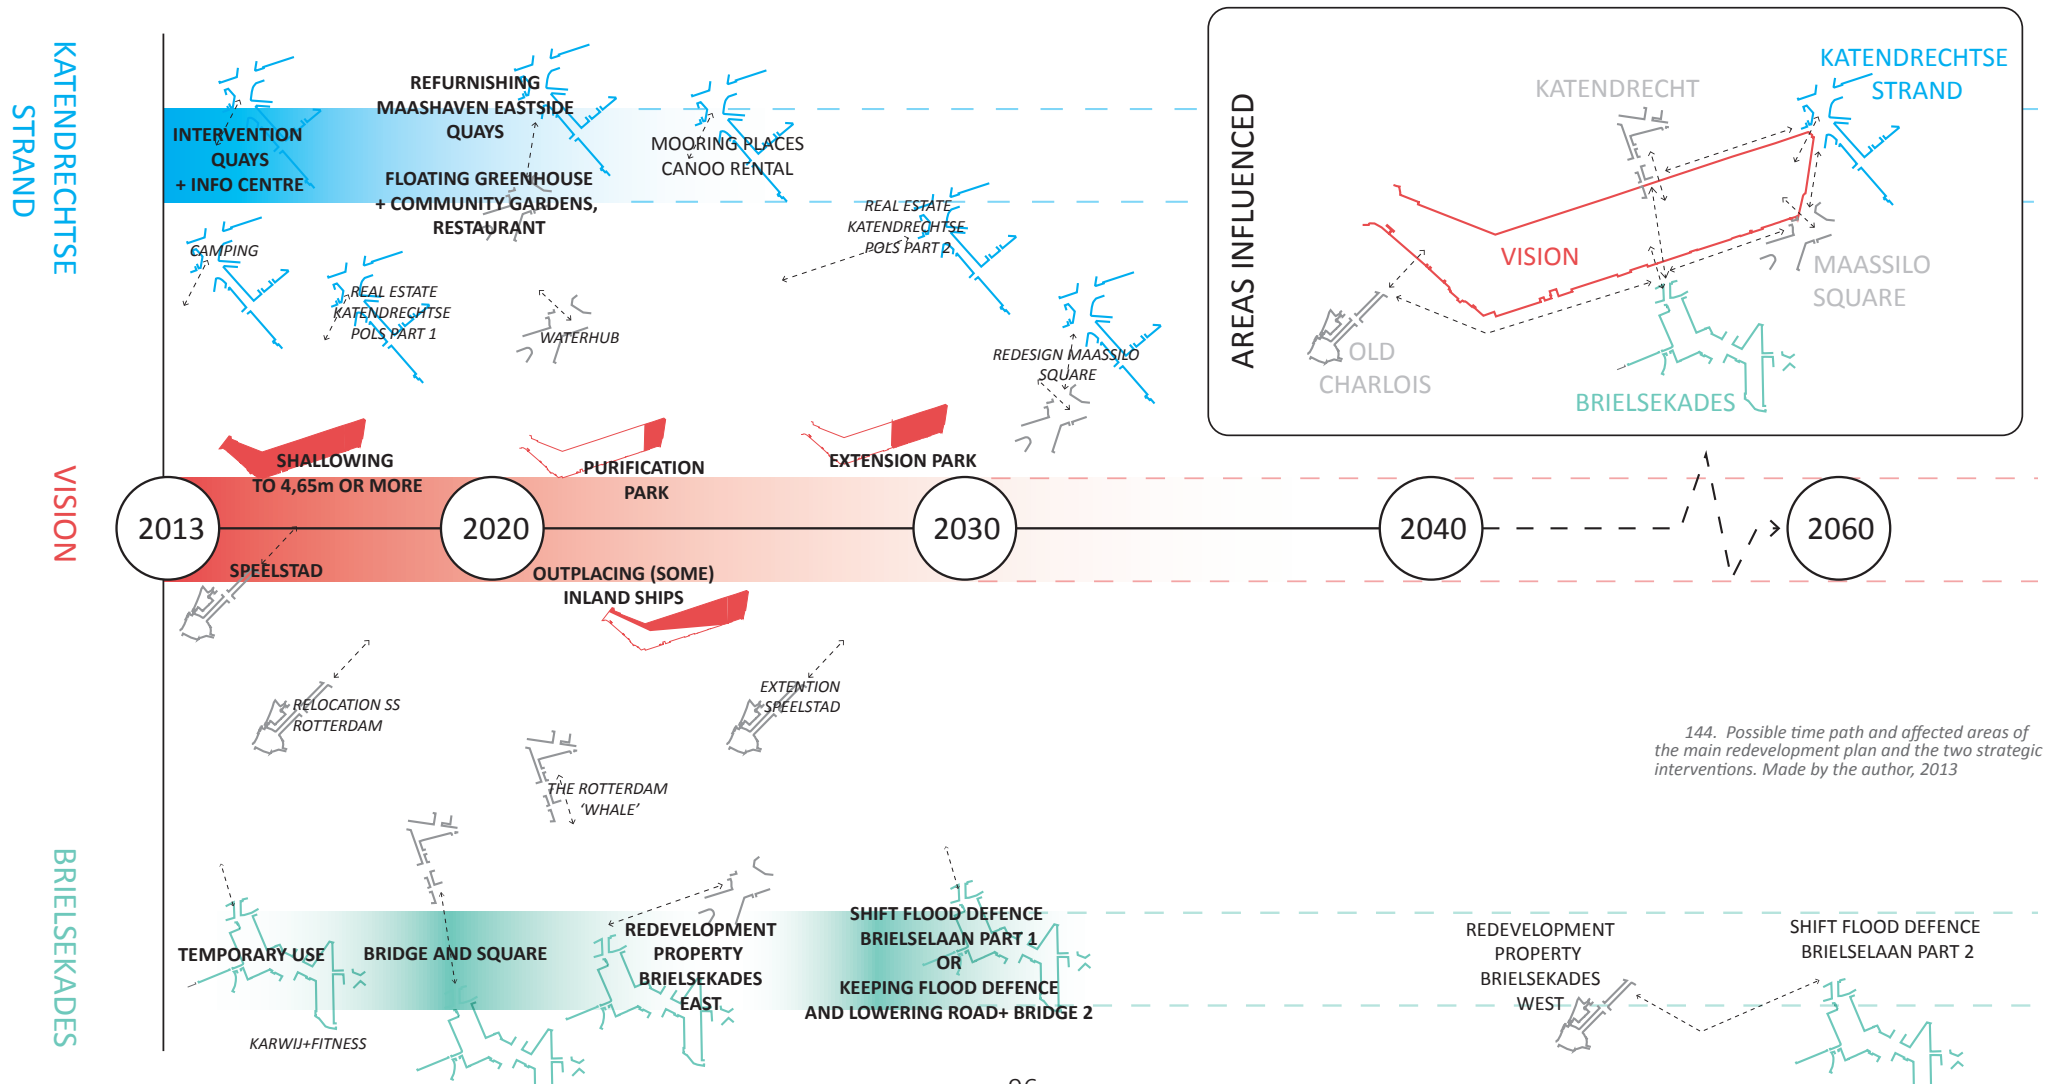 KATENDRECHTSE
STRAND
INTERVENTION
QUAYS
+ INFO CENTRE
REFURNISHING
MAASHAVEN EASTSIDE
QUAYS
FLOATING GREENHOUSE
+ COMMUNITY GARDENS,
RESTAURANT
MOORING PLACES
CANOO RENTAL
CAMPING
REAL ESTATE
KATENDRECHTSE
POLS PART 1
WATERHUB
REAL ESTATE
KATENDRECHTSE
POLS PART 2
REDESIGN MAASSILO
SQUARE
AREAS INFLUENCED
KATENDRECHT
KATENDRECHTSE
STRAND
VISION
MAASSILO
SQUARE
OLD
CHARLOIS
BRIELSEKADES
VISION
SHALLOWING
TO 4,65m OR MORE
PURIFICATION
PARK
EXTENSION PARK
2013
2020
2030
2040
2060
SPEELSTAD
OUTPLACING (SOME)
INLAND SHIPS
RELOCATION SS
ROTTERDAM
EXTENTION
SPEELSTAD
THE ROTTERDAM
'WHALE'
144. Possible time path and affected areas of
the main redevelopment plan and the two strategic
interventions. Made by the author, 2013
BRIELSEKADES
TEMPORARY USE
KARWIJ+FITNESS
BRIDGE AND SQUARE
REDEVELOPMENT
PROPERTY
BRIELSEKADES
EAST
SHIFT FLOOD DEFENCE
BRIELSELAAN PART 1
OR
KEEPING FLOOD DEFENCE
AND LOWERING ROAD+ BRIDGE 2
REDEVELOPMENT
PROPERTY
BRIELSEKADES
WEST
SHIFT FLOOD DEFENCE
BRIELSELAAN PART 2